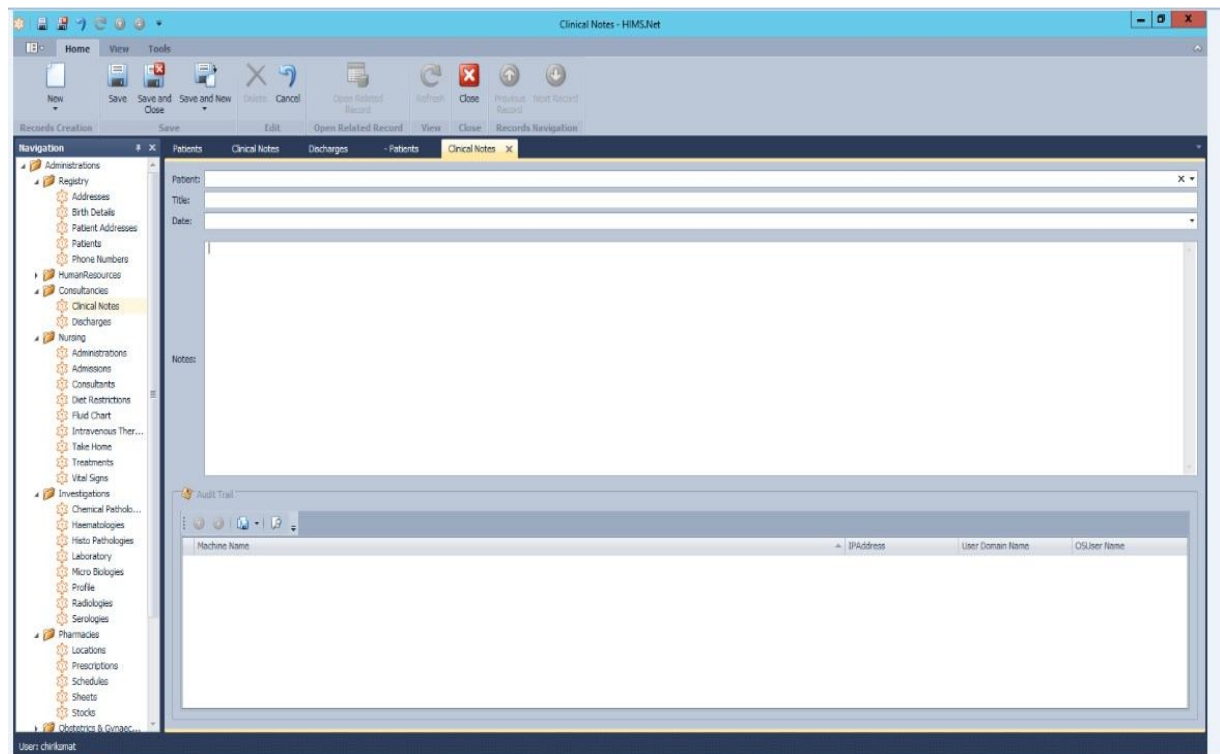 Clinical Notes - HIMS.Net
Home View Tools
New
Save
Save and Close
Save and New
Delete
Cancel
Open Related Record
Refresh
Close
Previous Record
Next Record
Records Creation
Save
Edit
Open Related Record
View
Close
Records Navigation
Navigation
Patients
Clinical Notes
Discharges
- Patients
Clinical Notes
Administrations
Registry
Addresses
Birth Details
Patient Addresses
Patients
Phone Numbers
HumanResources
Consultancies
Clinical Notes
Discharges
Nursing
Administrations
Admissions
Consultants
Diet Restrictions
Fluid Chart
Intravenous Ther...
Take Home
Treatments
Vital Signs
Investigations
Chemical Patholo...
Haematologies
Histo Pathologies
Laboratory
Micro Biologies
Profile
Radiologies
Serologies
Pharmacies
Locations
Prescriptions
Schedules
Sheets
Stocks
Obstetrics & Gynaec...
Patient:
Title:
Date:
Notes:
Audit Trail
Machine Name
IPAddress
User Domain Name
OSUser Name
User: chirikumat